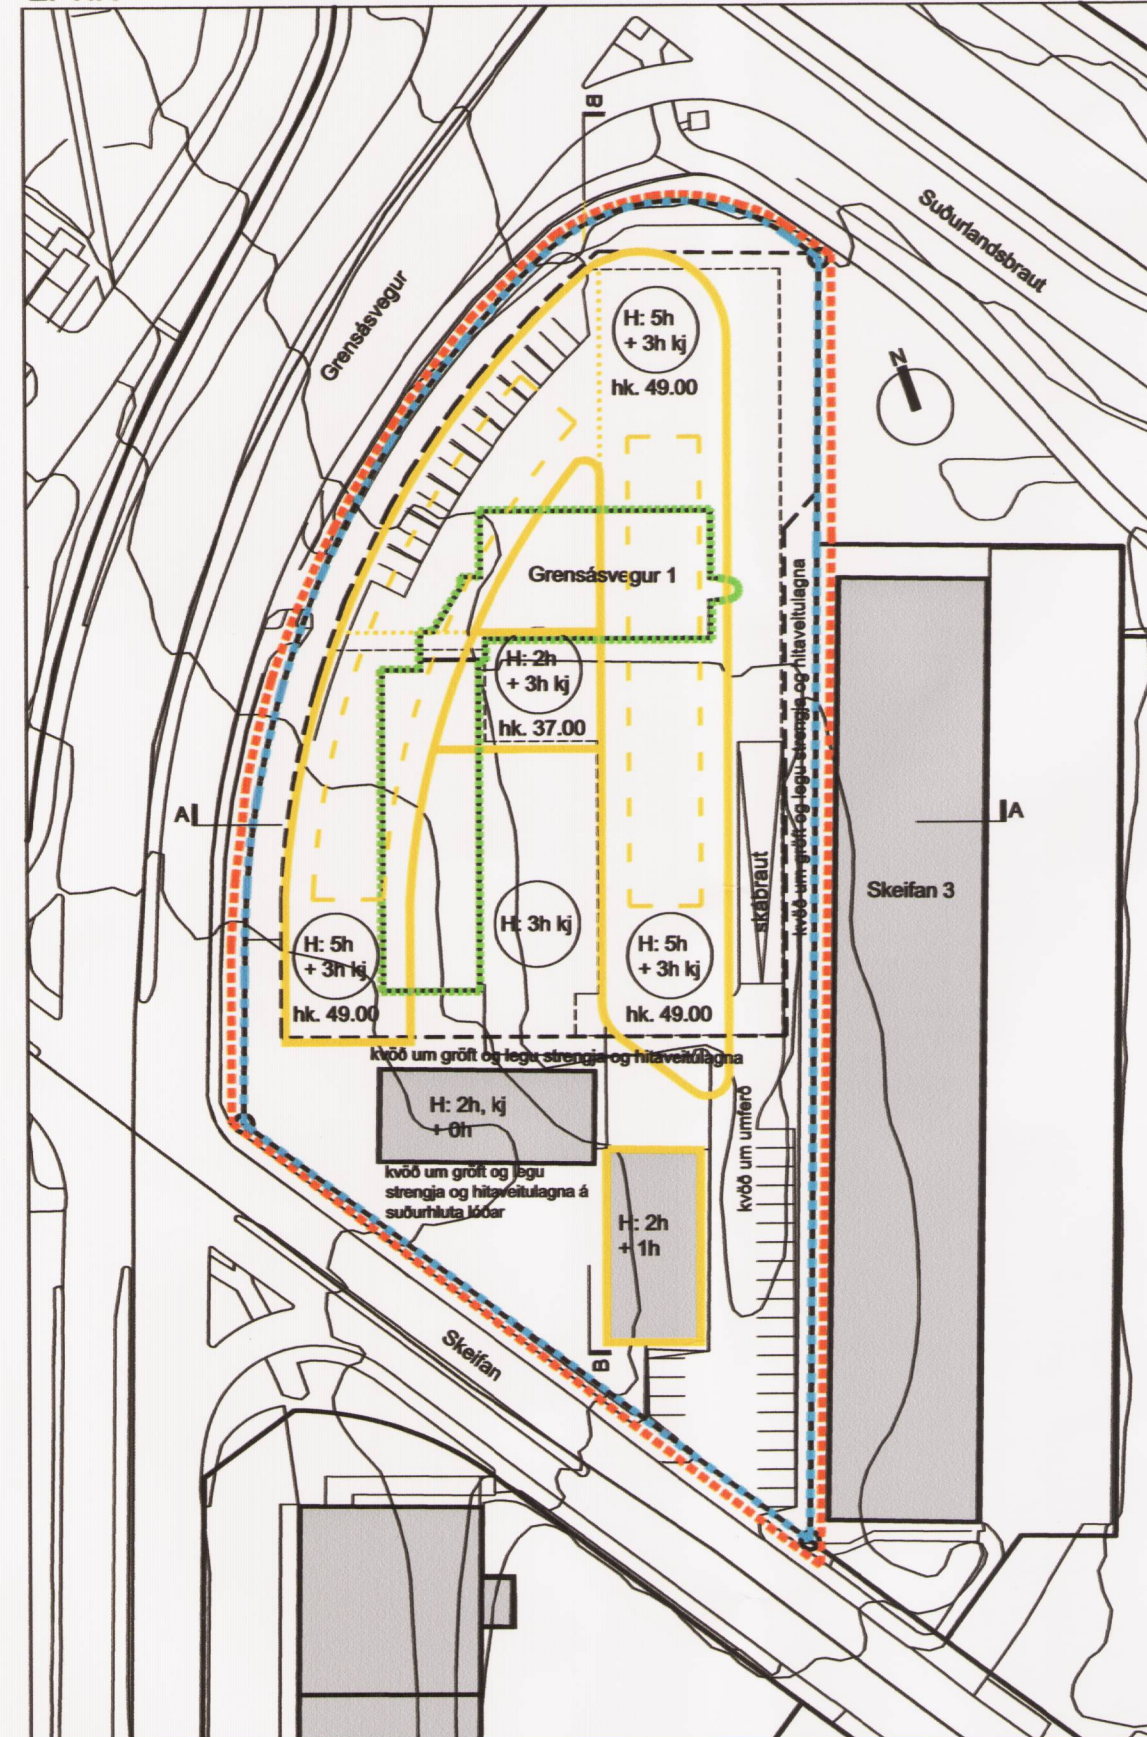 B
Suðurlandsbraut
Grensásvegur
N
H: 5h
+ 3h kj
hk. 49.00
Grensásvegur 1
H: 2h
+ 3h kj
hk. 37.00
kvöð um gröft og legu strengja og hitaveitulagna
A
A
skábraut
Skeifan 3
H: 3h kj
H: 5h
+ 3h kj
hk. 49.00
H: 5h
+ 3h kj
hk. 49.00
kvöð um gröft og legu strengja og hitaveitulagna
H: 2h, kj
+ 0h
kvöð um umferð
kvöð um gröft og legu
strengja og hitaveitulagna á
suðurhluta lóðar
H: 2h
+ 1h
B
Skeifan